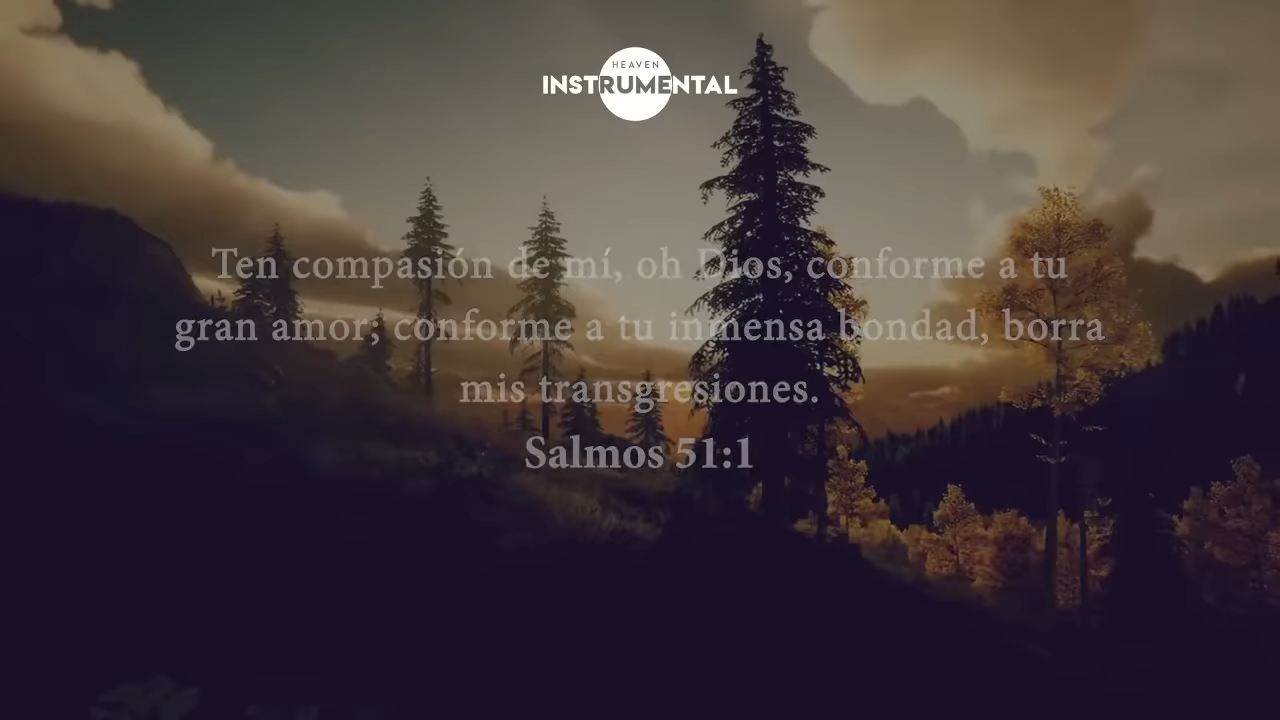 HEAVEN
INSTRUMENTAL
Ten compasión de mí, oh Dios, conforme a tu
gran amor; conforme a tu inmensa bondad, borra
mis transgresiones.
Salmos 51:1